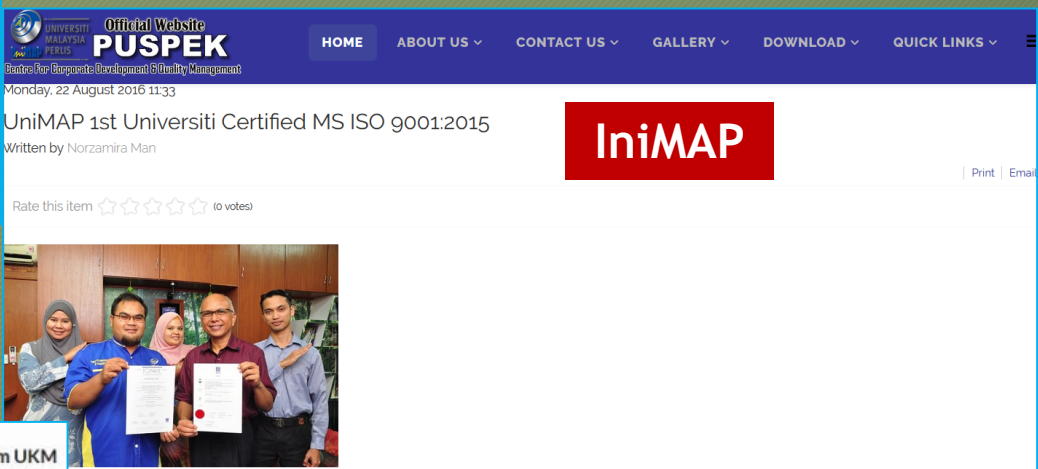 UNIVERSITI
MALAYSIA
PERLIS
UniMAP
Official Website
PUSPEK
Centre For Corporate Development & Quality Management
HOME
ABOUT US
CONTACT US
GALLERY
DOWNLOAD
QUICK LINKS
Monday, 22 August 2016 11:33
UniMAP 1st Universiti Certified MS ISO 9001:2015
Written by Norzamira Man
IniMAP
Print
Email
Rate this item
(0 votes)
m UKM